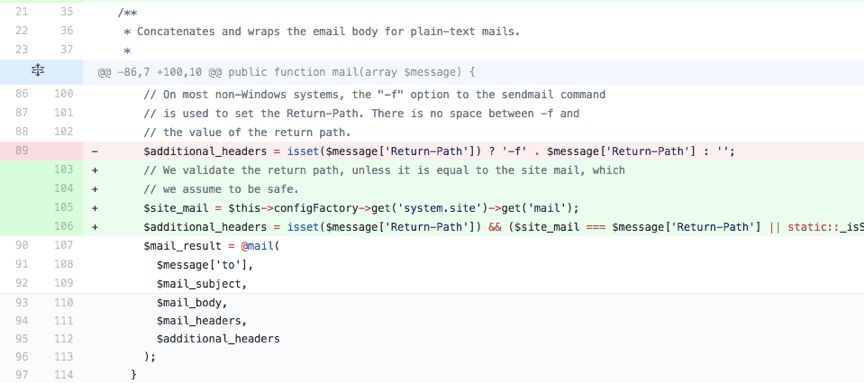 21 35 /**
22 36 * Concatenates and wraps the email body for plain-text mails.
23 37 *
@@ -86,7 +100,10 @@ public function mail(array $message) {
86 100 // On most non-Windows systems, the "-f" option to the sendmail command
87 101 // is used to set the Return-Path. There is no space between -f and
88 102 // the value of the return path.
89 - $additional_headers = isset($message['Return-Path']) ? '-f' . $message['Return-Path'] : '';
103 + // We validate the return path, unless it is equal to the site mail, which
104 + // we assume to be safe.
105 + $site_mail = $this->configFactory->get('system.site')->get('mail');
106 + $additional_headers = isset($message['Return-Path']) && ($site_mail === $message['Return-Path'] || static::_isS
90 107 $mail_result = @mail(
91 108 $message['to'],
92 109 $mail_subject,
93 110 $mail_body,
94 111 $mail_headers,
95 112 $additional_headers
96 113 );
97 114 }